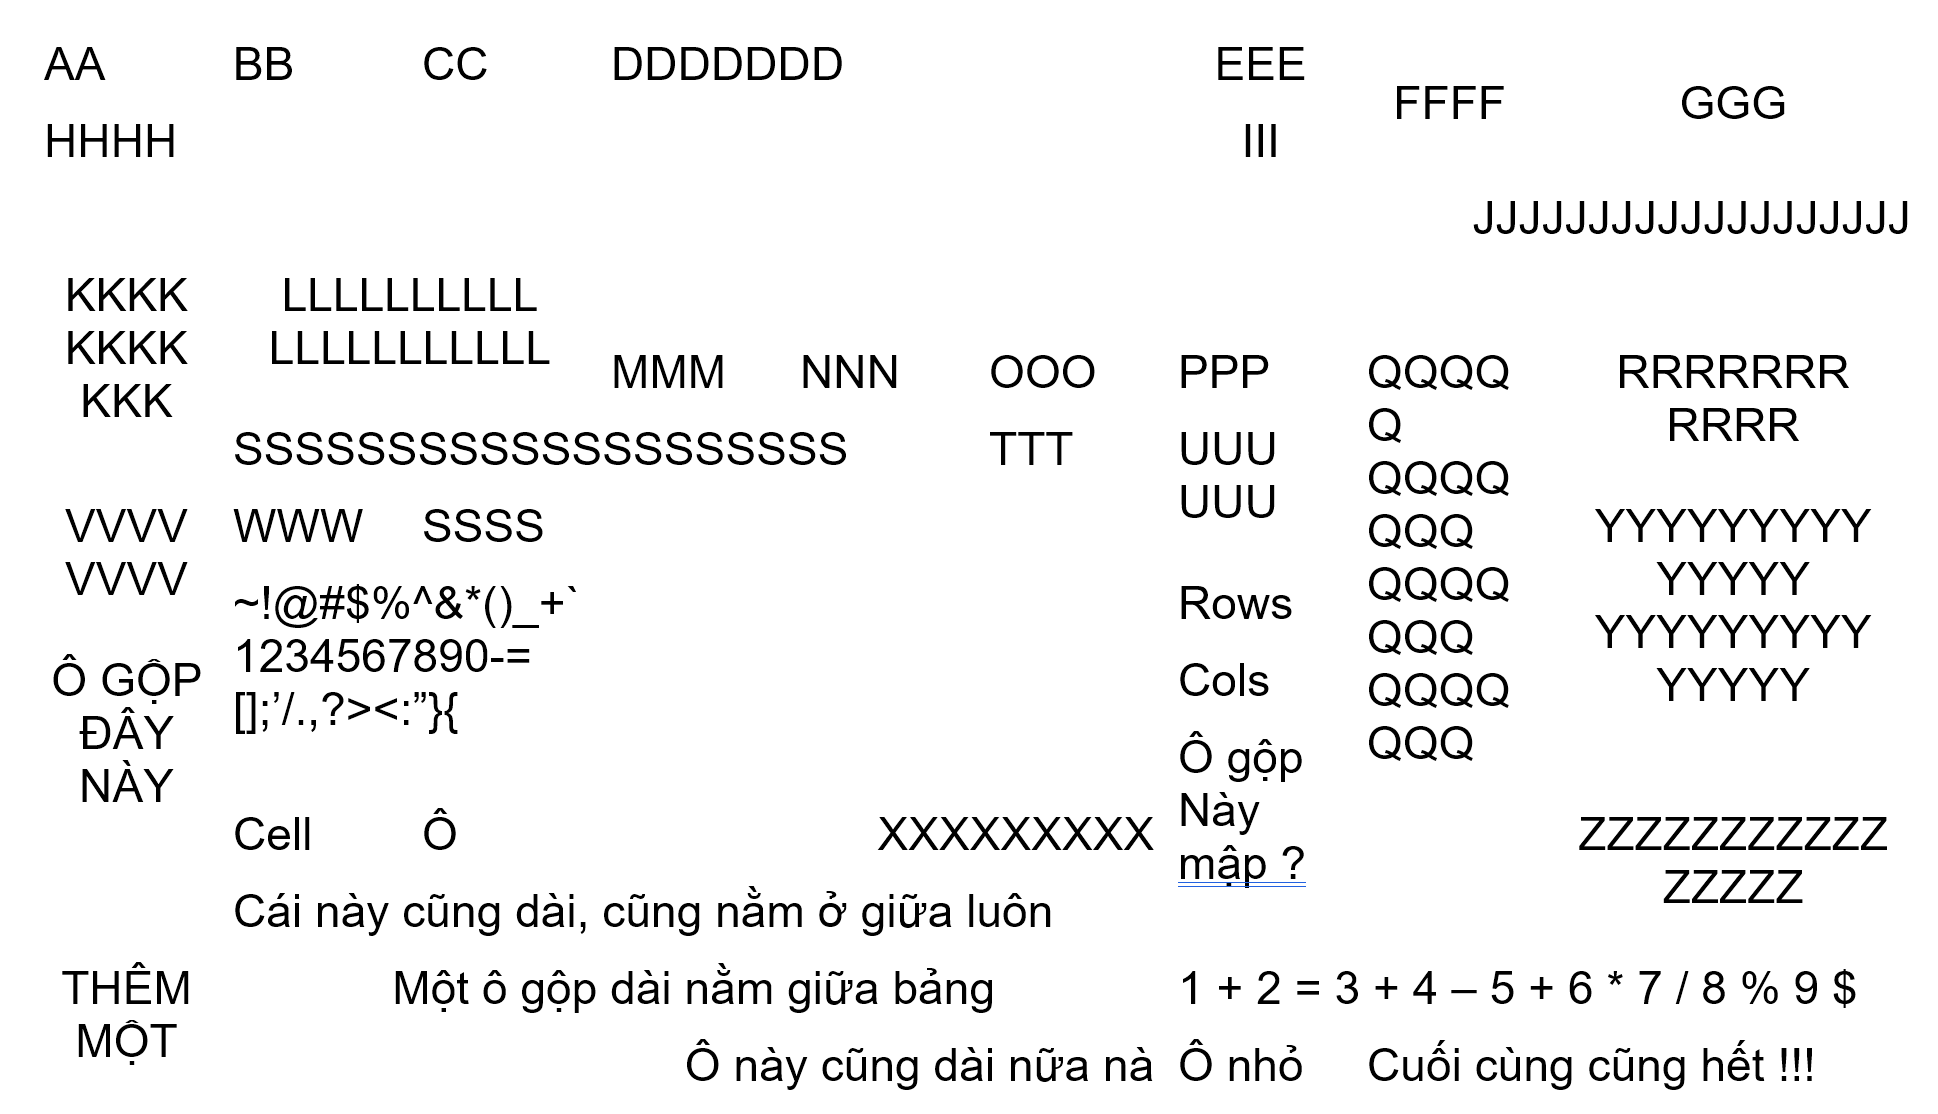 AA BB CC DDDDDDD EEE
FFFF GGG
HHHH III
JJJJJJJJJJJJJJJJJJJ
KKKK LLLLLLLLLL
KKKK LLLLLLLLLLL
MMM NNN OOO PPP QQQQ RRRRRRR
KKK
Q RRRR
SSSSSSSSSSSSSSSSSSSS TTT UUU
QQQQ
UUU
VVVV WWW SSSS QQQ YYYYYYYYY
VVVV QQQQ YYYYY
~!@#$%^&*()_+` Rows
QQQ YYYYYYYYY
1234567890-=
Ô GỘP Cols QQQQ YYYYY
[];’/.,?><:”}{
ĐÂY QQQ
Ô gộp
NÀY
Này
Cell Ô XXXXXXXXX ZZZZZZZZZZZ
mập ?
ZZZZZ
Cái này cũng dài, cũng nằm ở giữa luôn
THÊM Một ô gộp dài nằm giữa bảng 1 + 2 = 3 + 4 – 5 + 6 * 7 / 8 % 9 $
MỘT
Ô này cũng dài nữa nà Ô nhỏ Cuối cùng cũng hết !!!